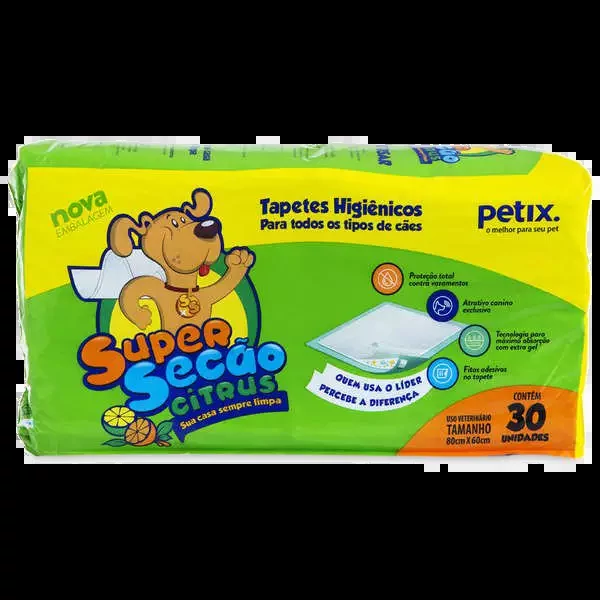 nova
EMBALAGEM
Tapetes Higiênicos
Para todos os tipos de cães
petix.
o melhor para seu pet
Proteção total
contra vazamentos
Atrativo canino
exclusivo
Tecnologia para
máxima absorção
com extra gel
Fitas adesivas
no tapete
SUPER
SECÃO
CITRUS
Sua casa sempre limpa
QUEM USA O LÍDER
PERCEBE A DIFERENÇA
USO VETERINÁRIO
TAMANHO
80cm X 60cm
CONTÉM
30
UNIDADES